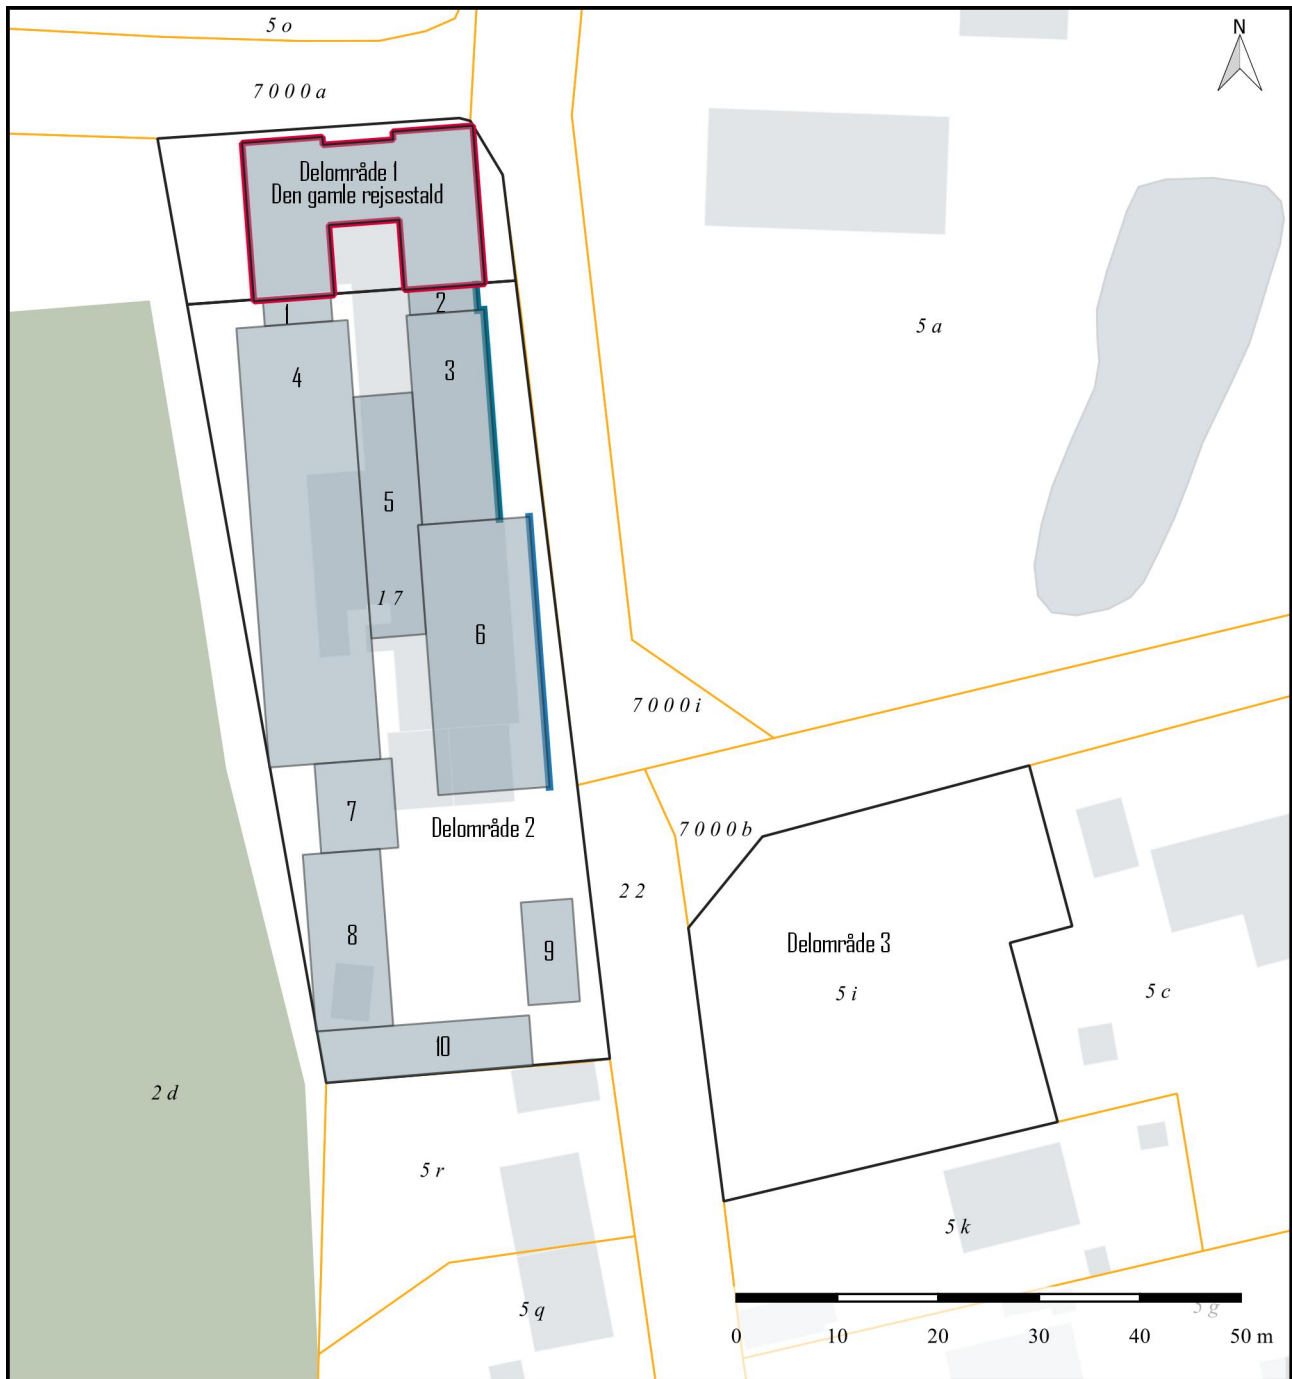 5 o
N
7 0 0 0 a
Delområde 1
Den gamle rejsestald
1
2
5 a
4
3
5
1 7
6
7 0 0 0 i
7
Delområde 2
7 0 0 0 b
2 2
8
9
Delområde 3
5 i
5 c
10
2 d
5 r
5 k
5 q
5 g
0 10 20 30 40 50 m